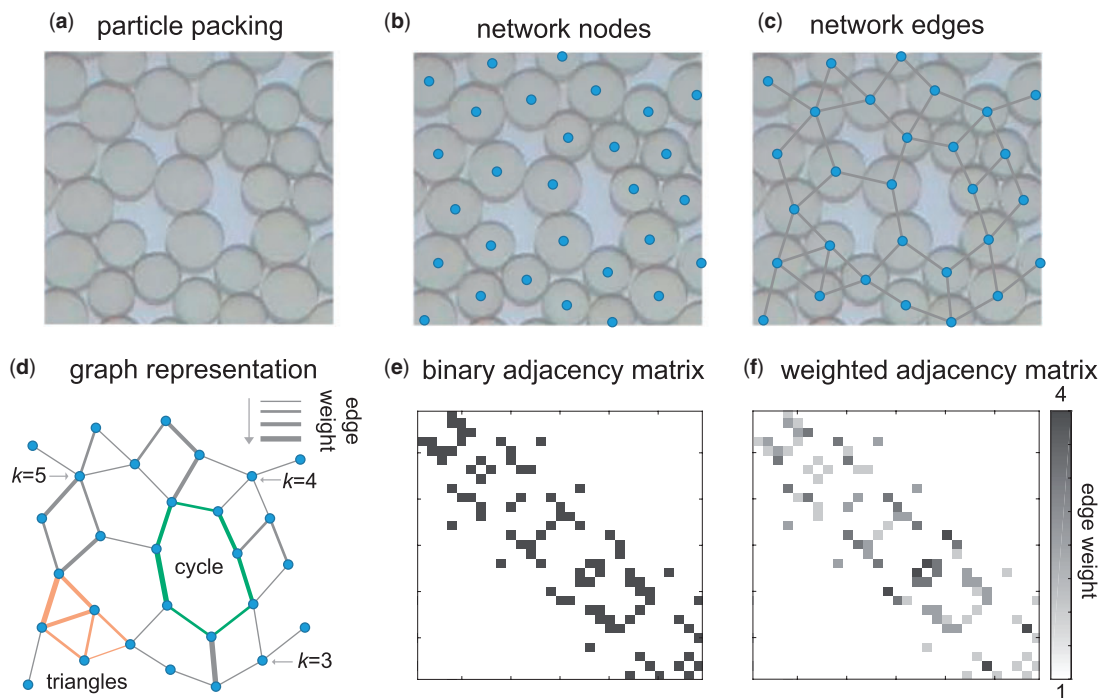 (a) particle packing
(b) network nodes
(c) network edges
(d) graph representation
edge
weight
k=5
k=4
cycle
k=3
triangles
(e) binary adjacency matrix
(f) weighted adjacency matrix
4
edge weight
1